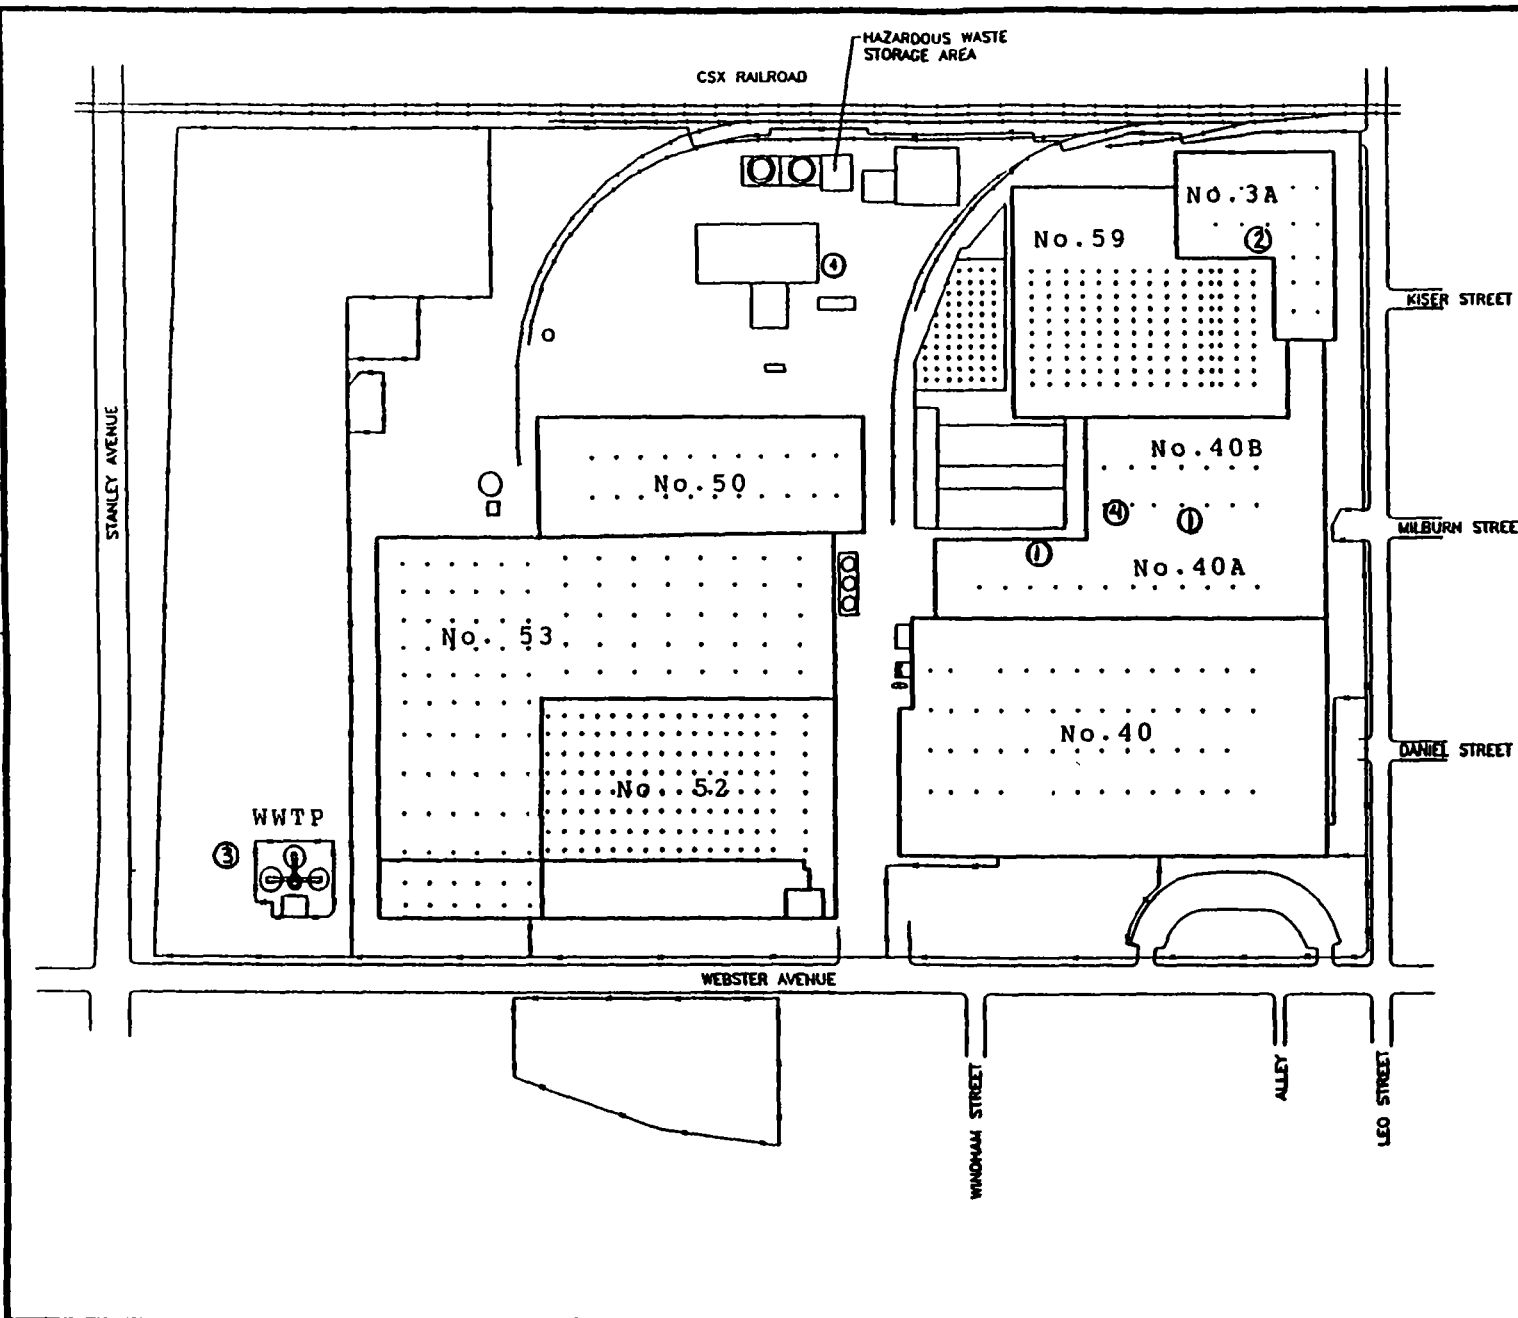 HAZARDOUS WASTE
STORAGE AREA
CSX RAILROAD
No.3A
2
No.59
4
KISER STREET
STANLEY AVENUE
No.40B
No.50
4
1
MILBURN STREET
1
No.40A
No. 53
No.40
DANIEL STREET
No. 52
WWTP
3
WEBSTER AVENUE
WINDHAM STREET
ALLEY
LEO STREET